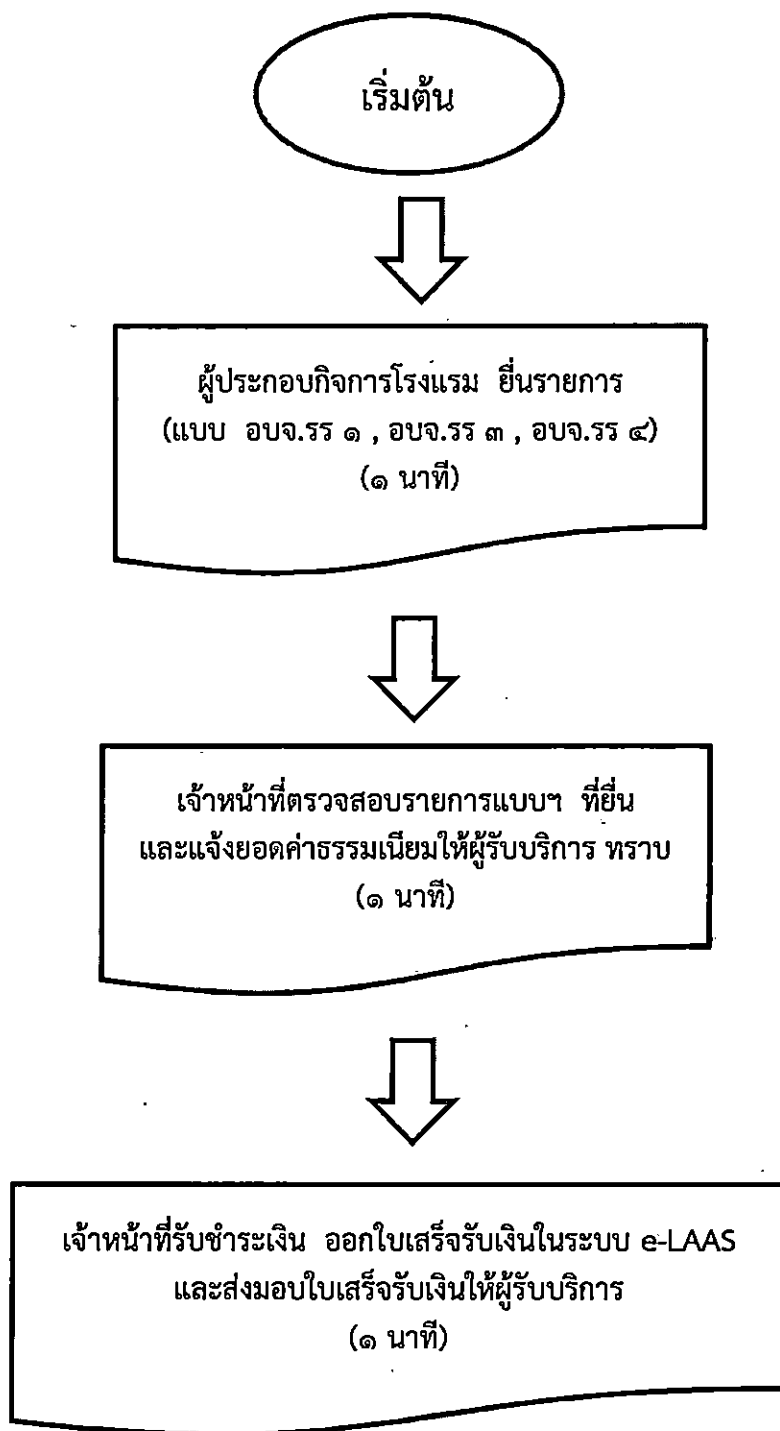 เริ่มต้น
ผู้ประกอบกิจการโรงแรม ยื่นรายการ
(แบบ อบจ.รร ๑ , อบจ.รร ๓ , อบจ.รร ๔)
(๑ นาที)
เจ้าหน้าที่ตรวจสอบรายการแบบฯ ที่ยื่น
และแจ้งยอดค่าธรรมเนียมให้ผู้รับบริการ ทราบ
(๑ นาที)
เจ้าหน้าที่รับชำระเงิน ออกใบเสร็จรับเงินในระบบ e-LAAS
และส่งมอบใบเสร็จรับเงินให้ผู้รับบริการ
(๑ นาที)